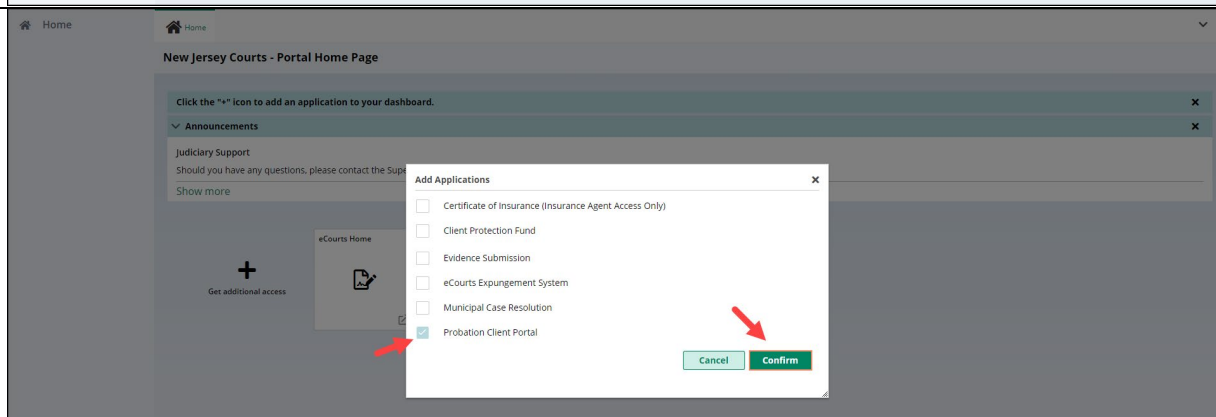 Home
Home
New Jersey Courts - Portal Home Page
Click the "+" icon to add an application to your dashboard.
Announcements
Judiciary Support
Should you have any questions, please contact the Supe
Show more
eCourts Home
Get additional access
Add Applications
Certificate of Insurance (Insurance Agent Access Only)
Client Protection Fund
Evidence Submission
eCourts Expungement System
Municipal Case Resolution
Probation Client Portal
Cancel Confirm